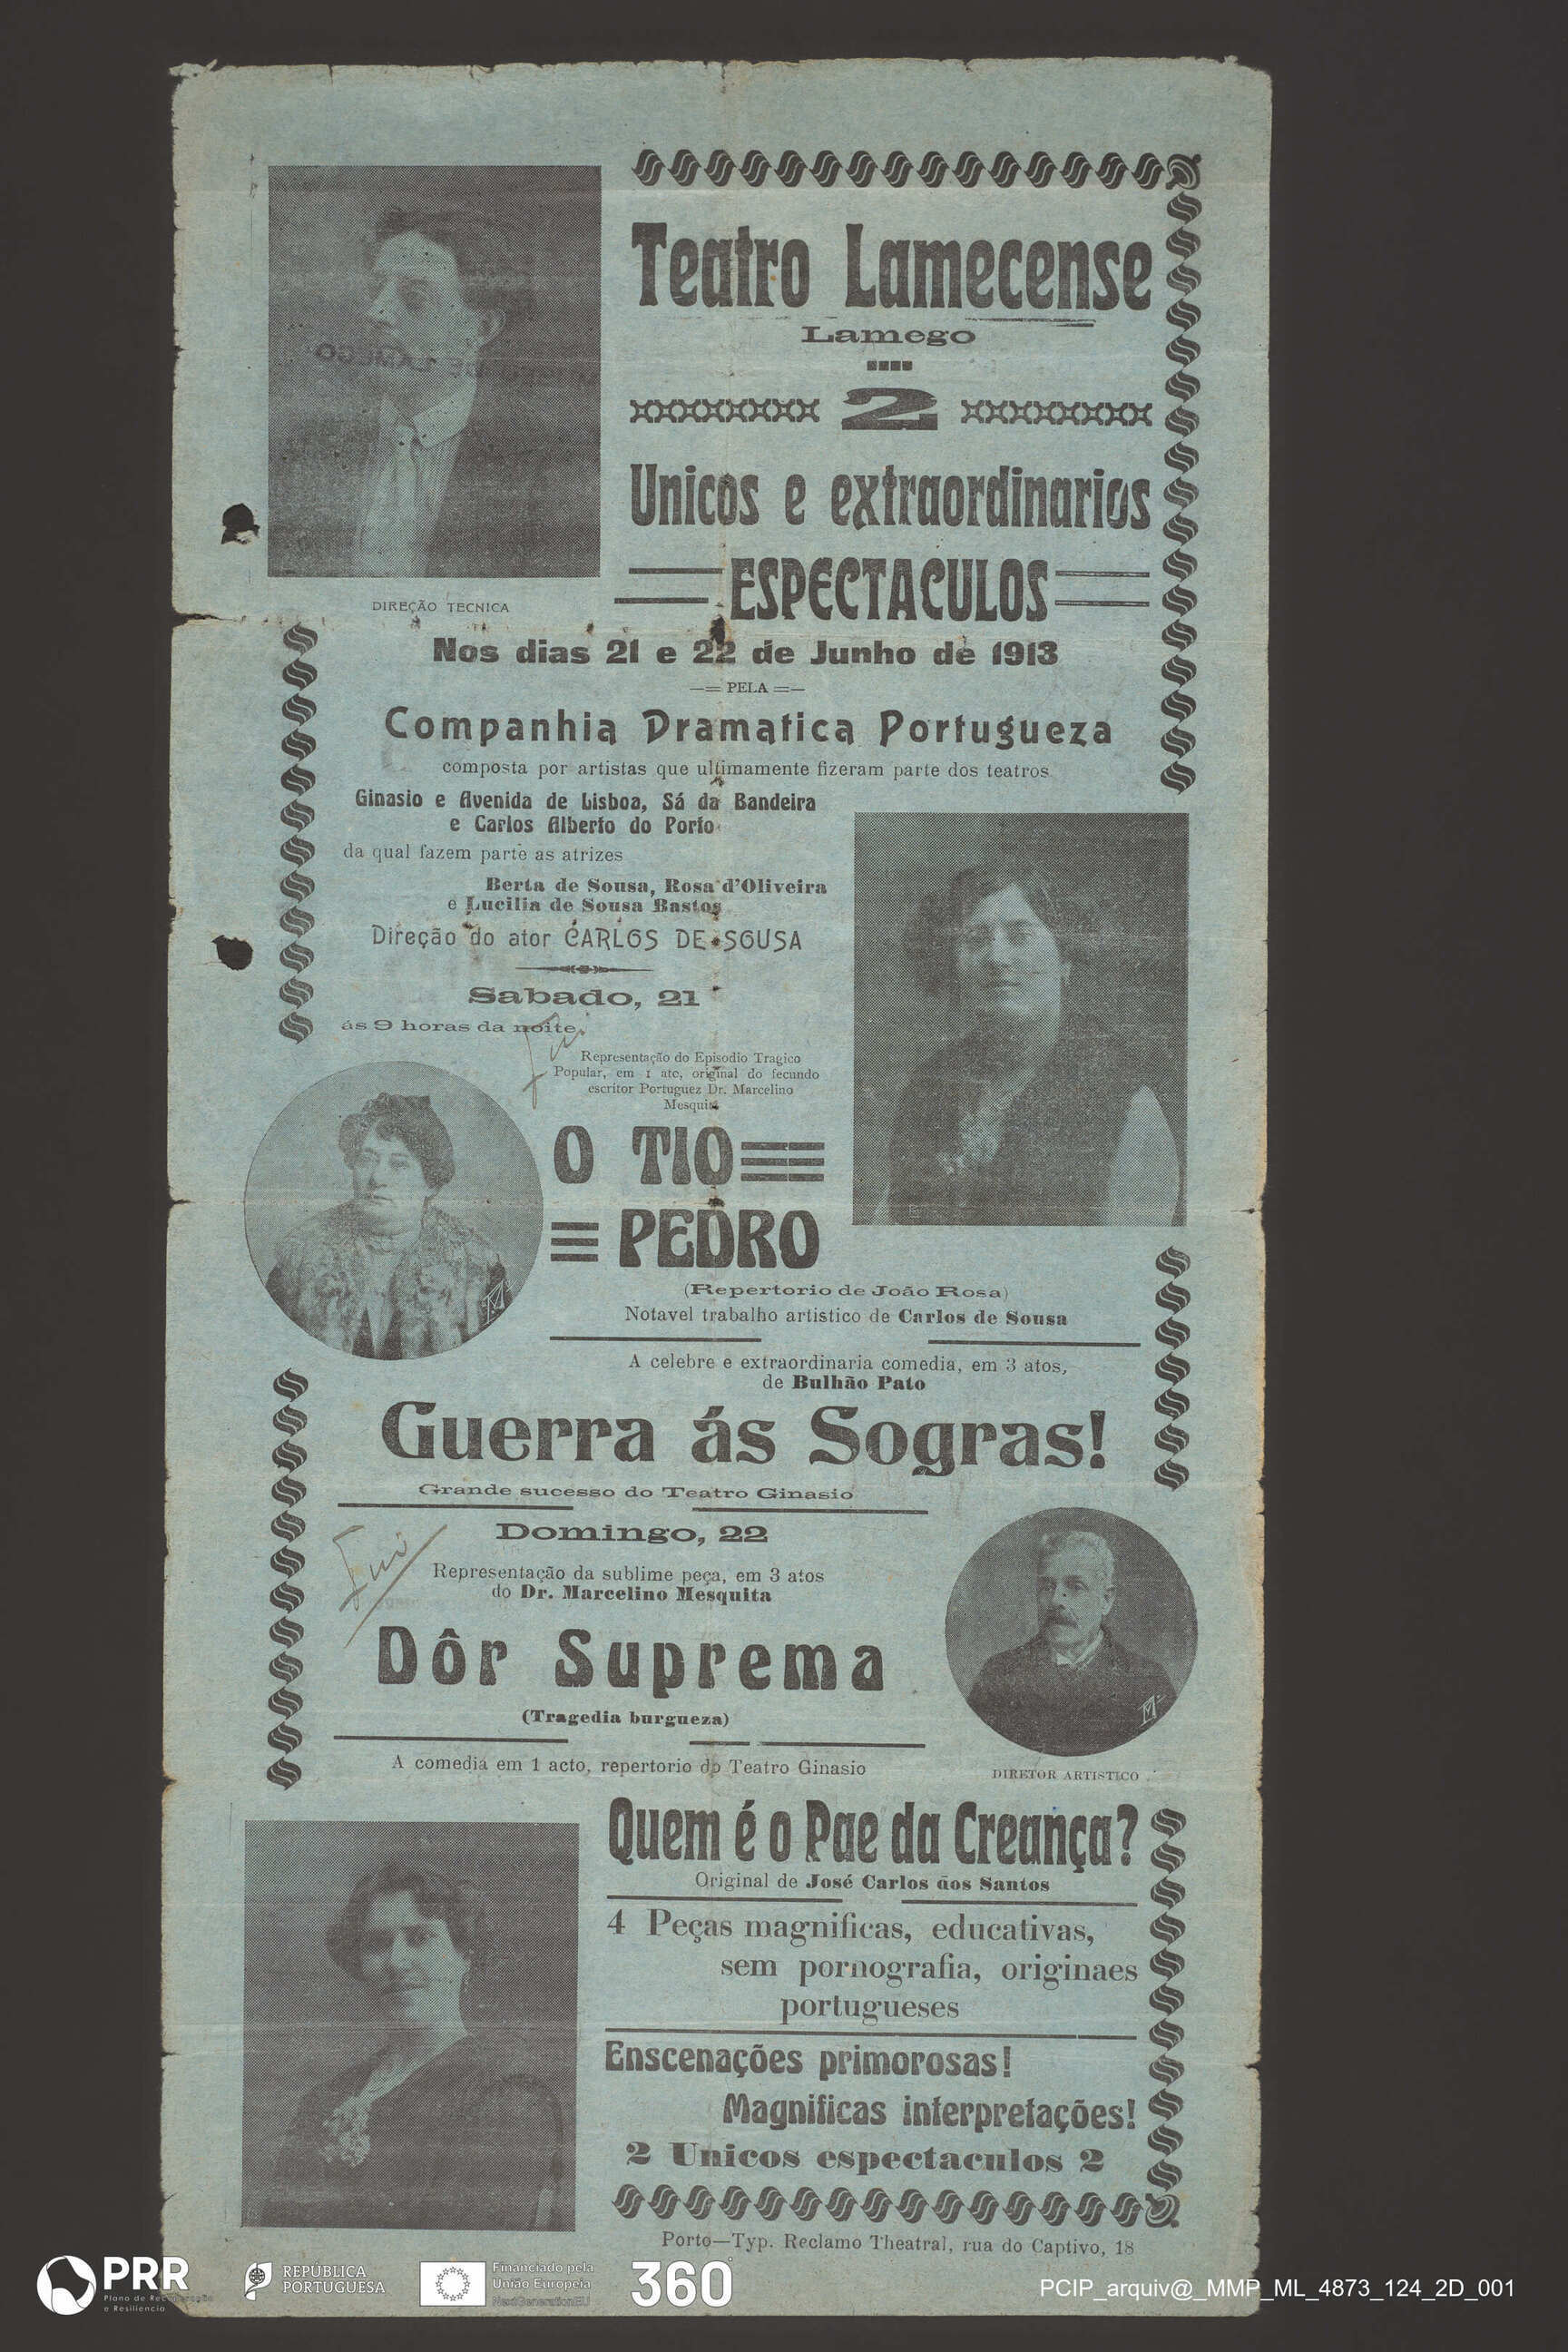 Teatro Lamecense
Lamego
2
Unicos e extraordinarios
ESPECTACULOS
DIREÇÃO TECNICA
Nos dias 21 e 22 de Junho de 1913
PELA
Companhia Dramatica Portugueza
composta por artistas que ultimamente fizeram parte dos teatros
Ginasio e Avenida de Lisboa, Sá da Bandeira
e Carlos Alberto do Porto
da qual fazem parte as atrizes
Berta de Sousa, Rosa d'Oliveira
e Lucilia de Sousa Bastos
Direção do ator CARLOS DE SOUSA
Sabado, 21
ás 9 horas da noite
Representação do Episodio Tragico
Popular, em 1 ato, original do fecundo
escritor Portuguez Dr. Marcelino
Mesquita
O TIO
PEDRO
(Repertorio de João Rosa)
Notavel trabalho artistico de Carlos de Sousa
A celebre e extraordinaria comedia, em 3 atos,
de Bulhão Pato
Guerra ás Sogras!
Grande sucesso do Teatro Ginasio
Domingo, 22
Representação da sublime peça, em 3 atos
do Dr. Marcelino Mesquita
Dôr Suprema
(Tragedia burgueza)
A comedia em 1 acto, repertorio do Teatro Ginasio
DIRETOR ARTISTICO
Quem é o Pae da Creança?
Original de José Carlos dos Santos
4 Peças magnificas, educativas,
sem pornografia, originaes
portugueses
Enscenações primorosas!
Magnificas interpretações!
2 Unicos espectaculos 2
Porto—Typ. Reclamo Theatral, rua do Captivo, 18
PRR
Plano de Recuperação
e Resiliência
REPÚBLICA
PORTUGUESA
Financiado pela
União Europeia
NextGenerationEU
360°
PCIP_arquiv@_MMP_ML_4873_124_2D_001